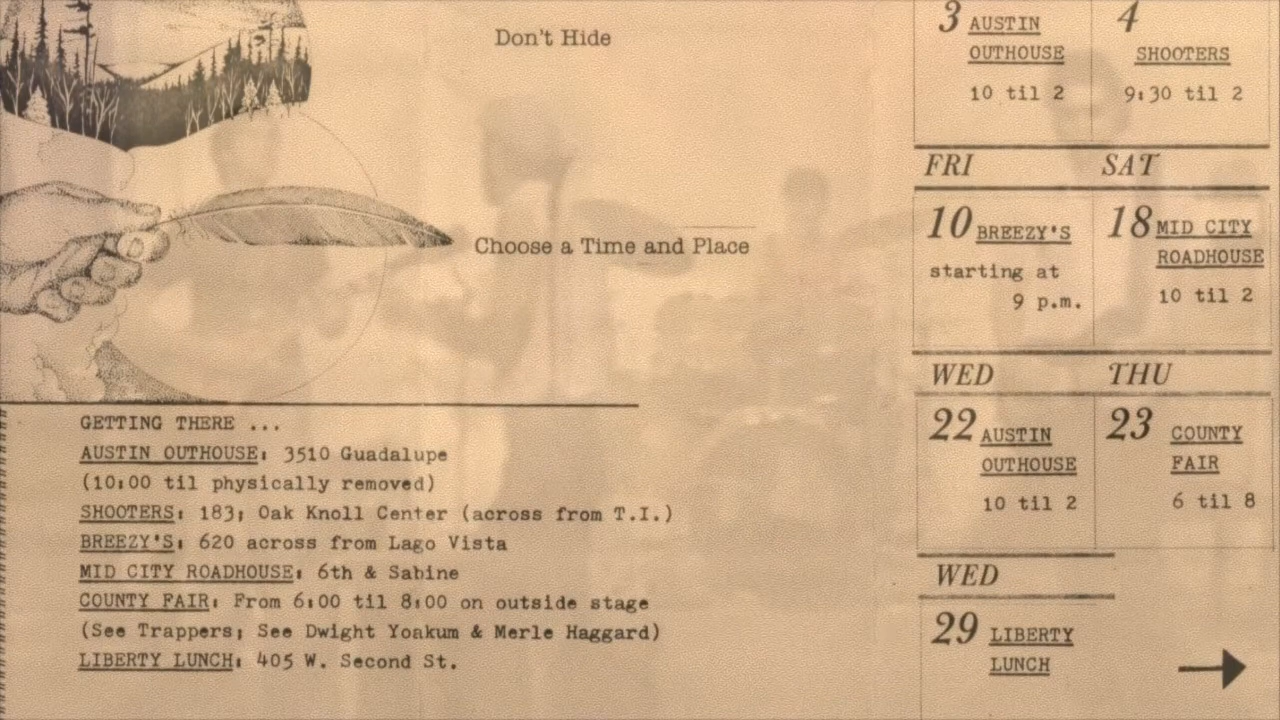 Don't Hide
Choose a Time and Place
GETTING THERE ...
AUSTIN OUTHOUSE: 3510 Guadalupe
(10:00 til physically removed)
SHOOTERS: 183; Oak Knoll Center (across from T.I.)
BREEZY'S: 620 across from Lago Vista
MID CITY ROADHOUSE: 6th & Sabine
COUNTY FAIR: From 6:00 til 8:00 on outside stage
(See Trappers; See Dwight Yoakum & Merle Haggard)
LIBERTY LUNCH: 405 W. Second St.
3 AUSTIN
OUTHOUSE
10 til 2
4
SHOOTERS
9:30 til 2
FRI
10 BREEZY'S
starting at
9 p.m.
SAT
18 MID CITY
ROADHOUSE
10 til 2
WED
22 AUSTIN
OUTHOUSE
10 til 2
THU
23 COUNTY
FAIR
6 til 8
WED
29 LIBERTY
LUNCH